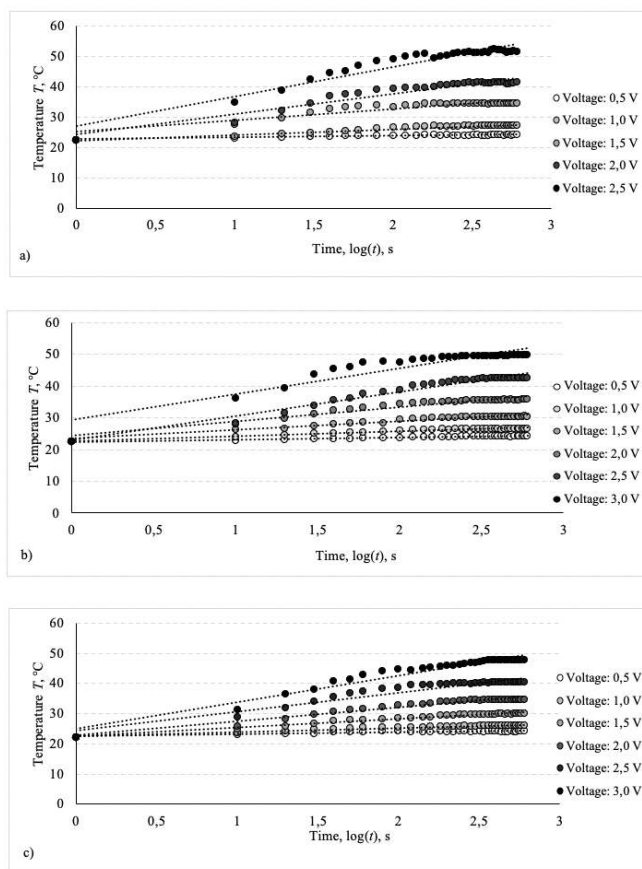 60
50
40
30
20
10
0
Temperature T, °C
0 0,5 1 1,5 2 2,5 3
Time, log(t), s
Voltage: 0,5 V
Voltage: 1,0 V
Voltage: 1,5 V
Voltage: 2,0 V
Voltage: 2,5 V
a)
60
50
40
30
20
10
0
Temperature T, °C
0 0,5 1 1,5 2 2,5 3
Time, log(t), s
Voltage: 0,5 V
Voltage: 1,0 V
Voltage: 1,5 V
Voltage: 2,0 V
Voltage: 2,5 V
Voltage: 3,0 V
b)
60
50
40
30
20
10
0
Temperature T, °C
0 0,5 1 1,5 2 2,5 3
Time, log(t), s
Voltage: 0,5 V
Voltage: 1,0 V
Voltage: 1,5 V
Voltage: 2,0 V
Voltage: 2,5 V
Voltage: 3,0 V
c)